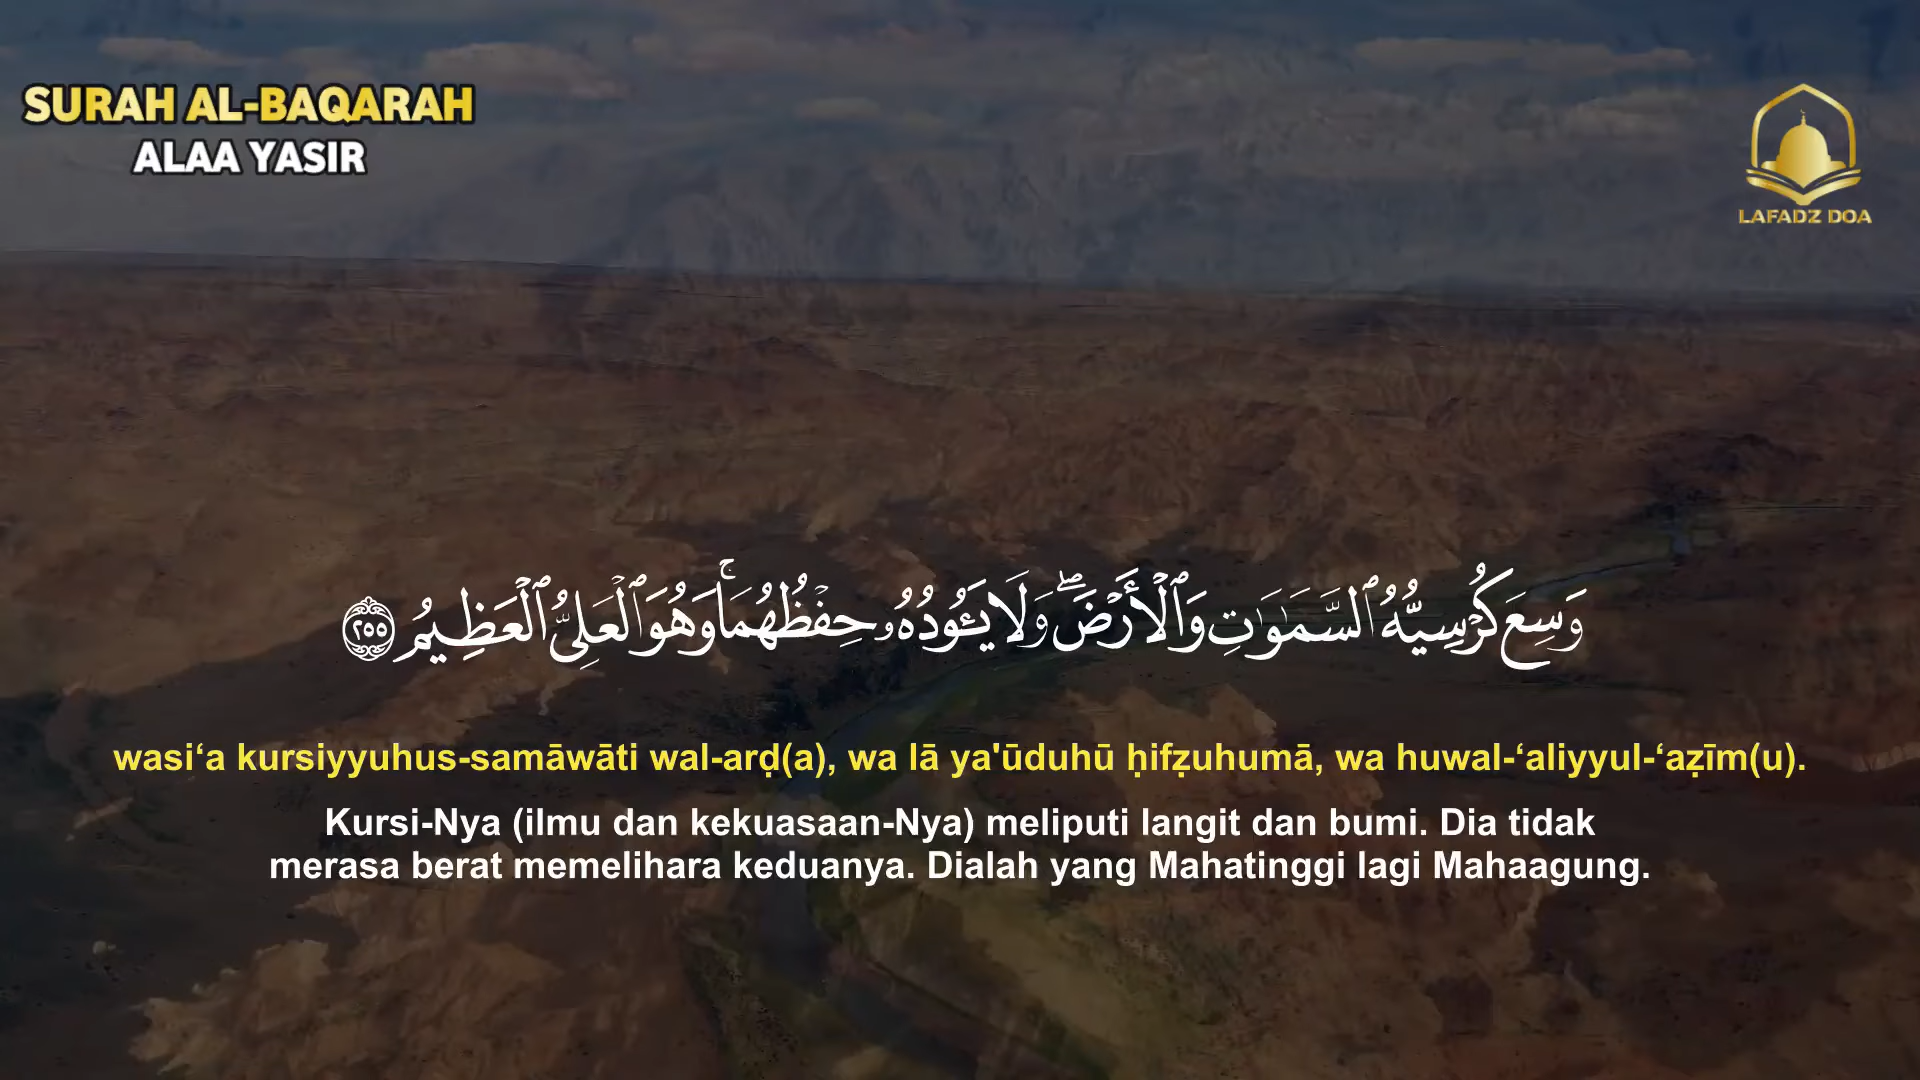 SURAH AL-BAQARAH
ALAA YASIR
LAFADZ DOA
وَسِعَ كُرْسِيُّهُ ٱلسَّمَـٰوَٰتِ وَٱلْأَرْضَ ۖ وَلَا يَـُٔودُهُۥ حِفْظُهُمَا ۚ وَهُوَ ٱلْعَلِىُّ ٱلْعَظِيمُ ٢٥٥
wasi‘a kursiyyuhus-samāwāti wal-arḍ(a), wa lā ya'ūduhū ḥifẓuhumā, wa huwal-‘aliyyul-‘aẓīm(u).
Kursi-Nya (ilmu dan kekuasaan-Nya) meliputi langit dan bumi. Dia tidak
merasa berat memelihara keduanya. Dialah yang Mahatinggi lagi Mahaagung.